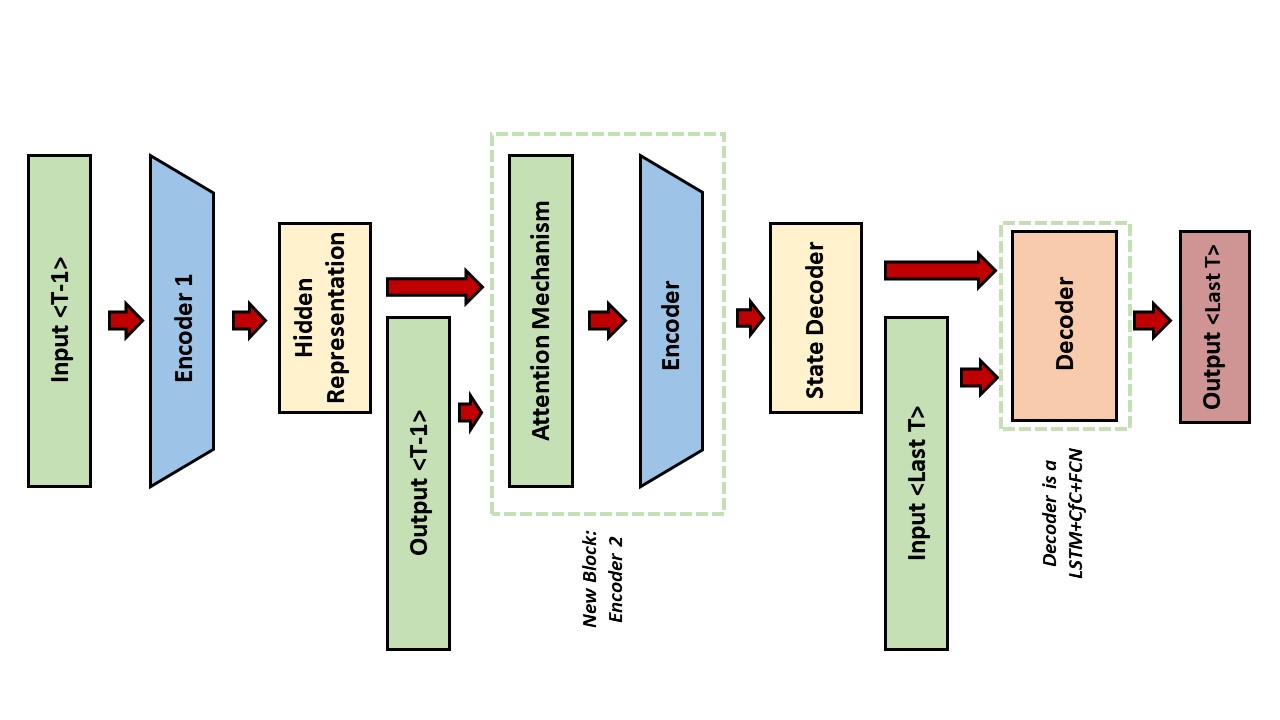 Input <T-1>
Encoder 1
Hidden
Representation
Output <T-1>
Attention Mechanism
New Block:
Encoder 2
Encoder
State Decoder
Input <Last T>
Decoder is a
LSTM+CfC+FCN
Decoder
Output <Last T>